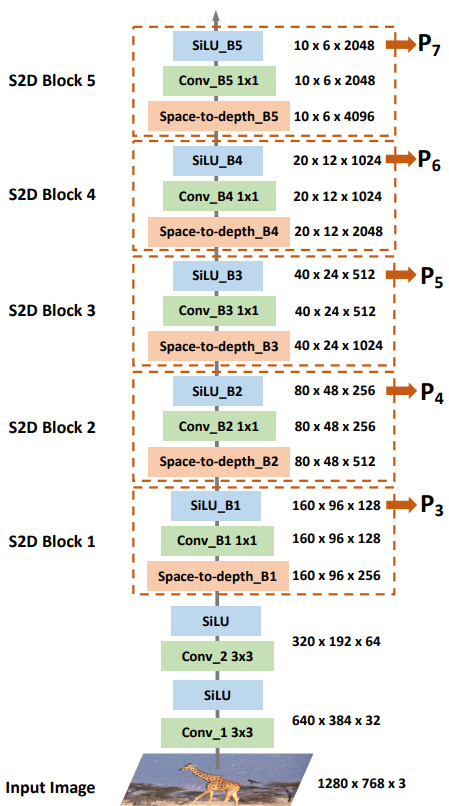 SiLU_B5 10 x 6 x 2048 P7
S2D Block 5 Conv_B5 1x1 10 x 6 x 2048
Space-to-depth_B5 10 x 6 x 4096
SiLU_B4 20 x 12 x 1024 P6
S2D Block 4 Conv_B4 1x1 20 x 12 x 1024
Space-to-depth_B4 20 x 12 x 2048
SiLU_B3 40 x 24 x 512 P5
S2D Block 3 Conv_B3 1x1 40 x 24 x 512
Space-to-depth_B3 40 x 24 x 1024
SiLU_B2 80 x 48 x 256 P4
S2D Block 2 Conv_B2 1x1 80 x 48 x 256
Space-to-depth_B2 80 x 48 x 512
SiLU_B1 160 x 96 x 128 P3
S2D Block 1 Conv_B1 1x1 160 x 96 x 128
Space-to-depth_B1 160 x 96 x 256
SiLU
320 x 192 x 64
Conv_2 3x3
SiLU
640 x 384 x 32
Conv_1 3x3
Input Image 1280 x 768 x 3